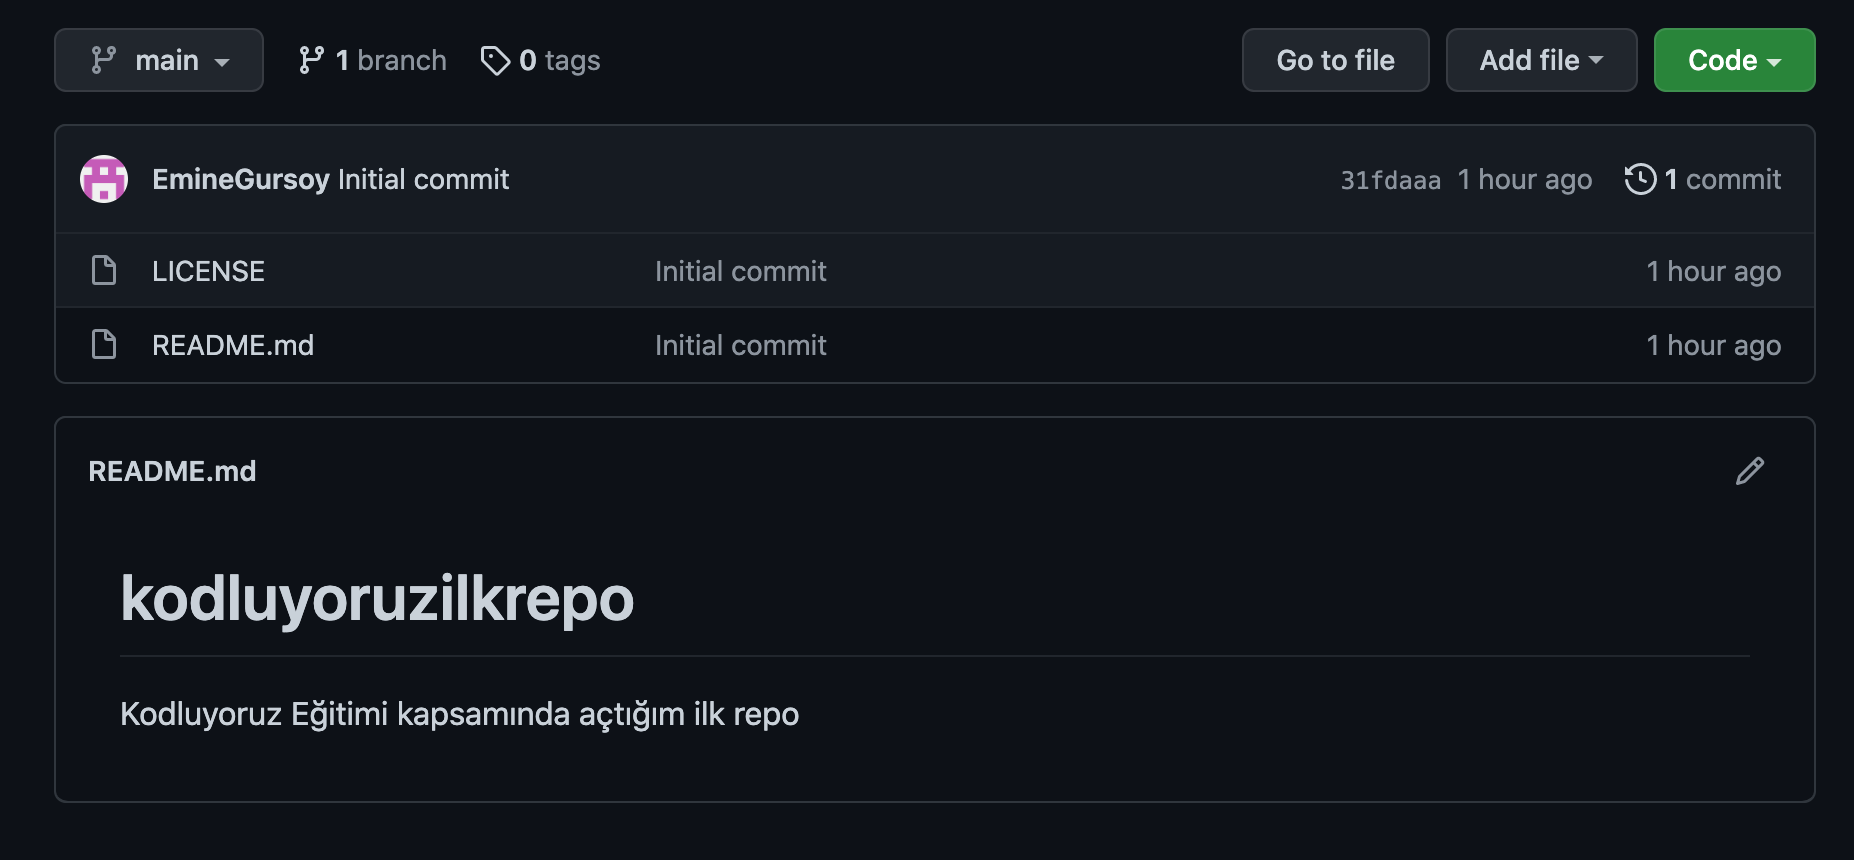 main 1 branch 0 tags Go to file Add file Code
EmineGursoy Initial commit 31fdaaa 1 hour ago 1 commit
LICENSE Initial commit 1 hour ago
README.md Initial commit 1 hour ago
README.md
kodluyoruzilkrepo
Kodluyoruz Eğitimi kapsamında açtığım ilk repo